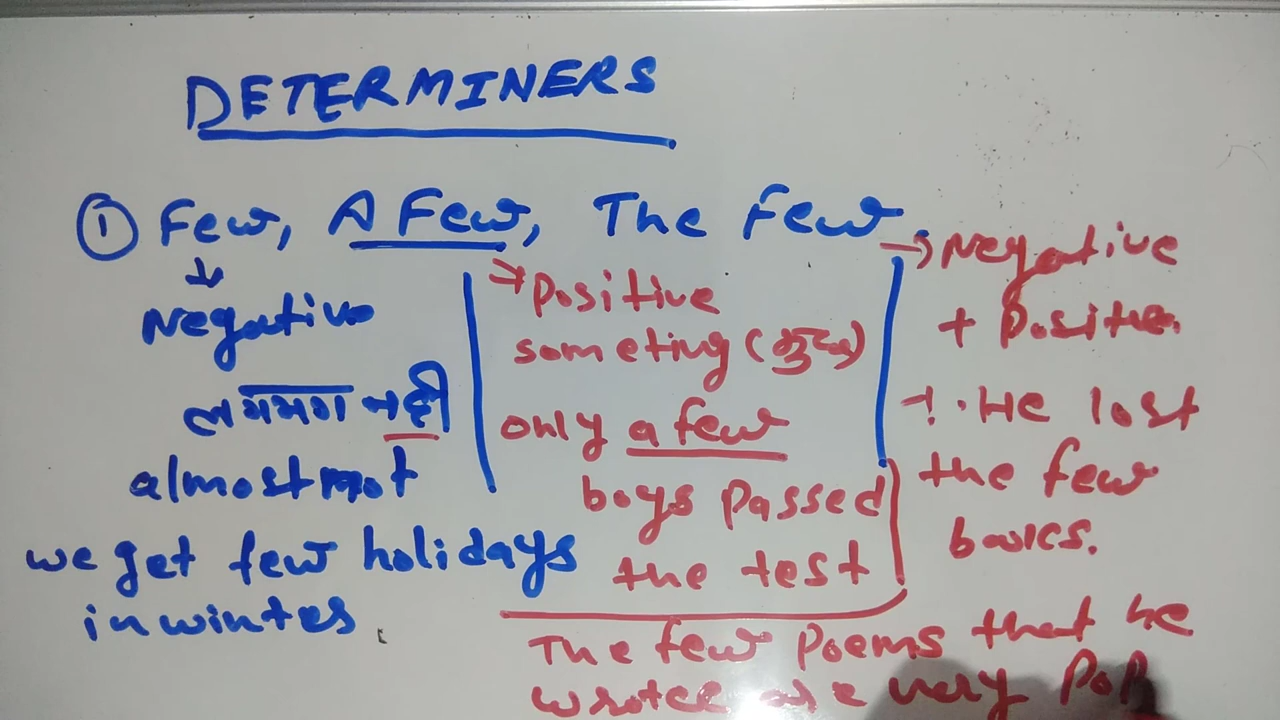 DETERMINERS
① Few, A Few, The Few
Negative
लगभग नहीं
almost not
we get few holidays
in winter
→ Positive
someting (कुछ)
only a few
boys passed
the test
→ Negative
+ Positive
He lost
the few
The few poems that he
wrote are very Pop